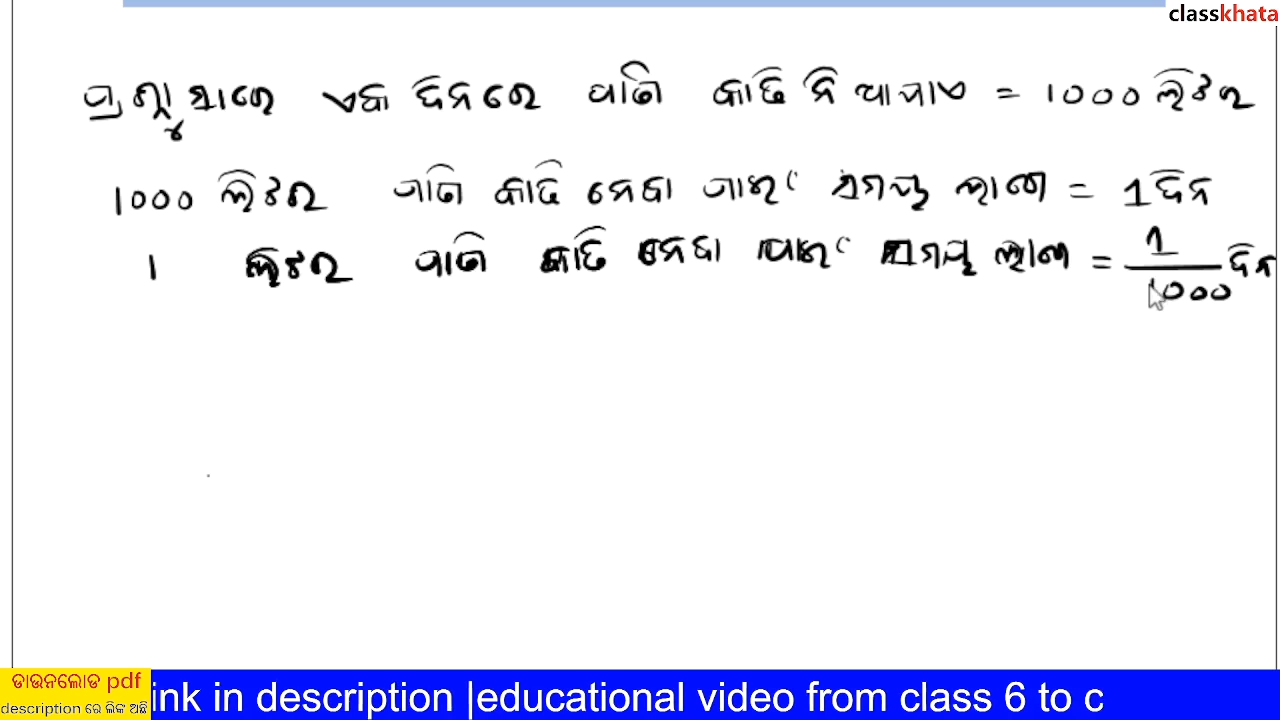 classkhata
ପ୍ରଶ୍ନାନୁସାରେ ଏକ ଦିନରେ ପାଣି କାଢି ନିଆଯାଏ = 1000 ଲିଟର
1000 ଲିଟର ପାଣି କାଢି ନେବା ପାଇଁ ସମୟ ଲାଗେ = 1 ଦିନ
1 ଲିଟର ପାଣି କାଢି ନେବା ପାଇଁ ସମୟ ଲାଗେ = 1/1000 ଦିନ
ଡାଉନଲୋଡ pdf
description ରେ ଲିଙ୍କ ଅଛି
ink in description |educational video from class 6 to c